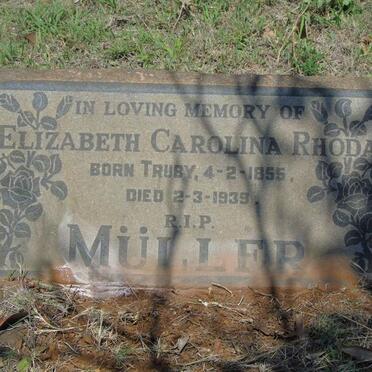 IN LOVING MEMORY OF
ELIZABETH CAROLINA RHODA
BORN TRUBY, 4-2-1855,
DIED 2-3-1939,
R.I.P.
MÜLLER